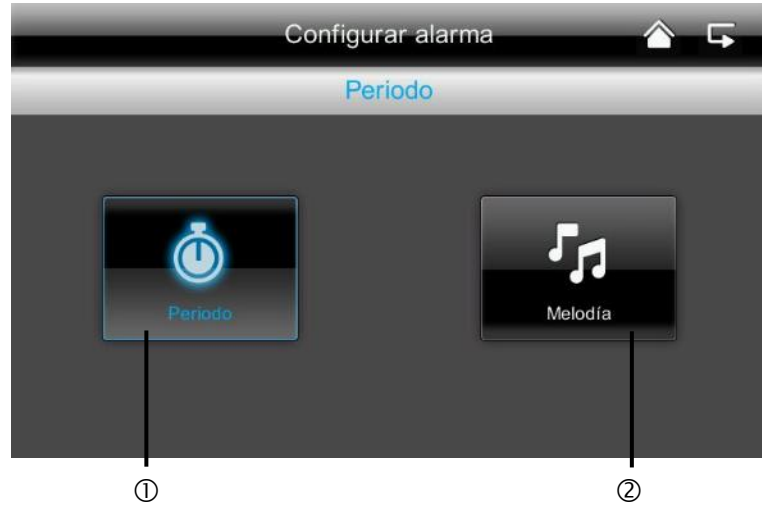 Configurar alarma
Periodo
Periodo
Melodía
① ②